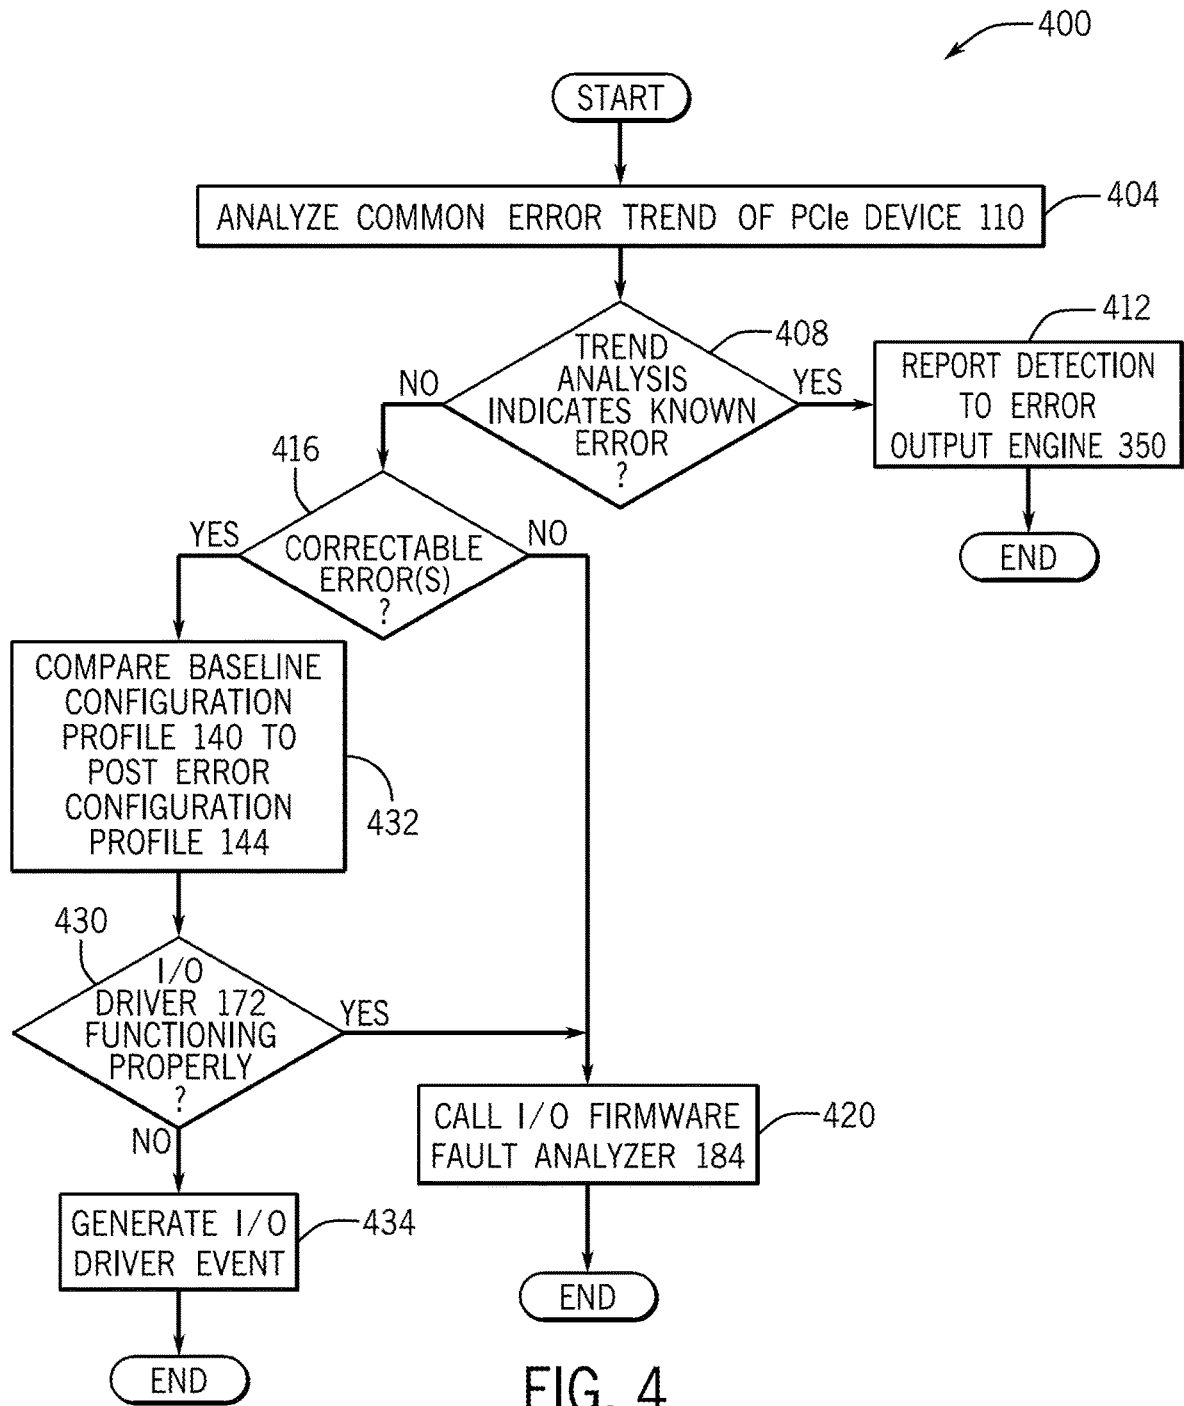 400
START
ANALYZE COMMON ERROR TREND OF PCIe DEVICE 110
404
TREND
ANALYSIS
INDICATES KNOWN
ERROR
?
408
NO
YES
412
REPORT DETECTION
TO ERROR
OUTPUT ENGINE 350
END
416
CORRECTABLE
ERROR(S)
?
YES
NO
COMPARE BASELINE
CONFIGURATION
PROFILE 140 TO
POST ERROR
CONFIGURATION
PROFILE 144
432
430
I/O
DRIVER 172
FUNCTIONING
PROPERLY
?
YES
NO
CALL I/O FIRMWARE
FAULT ANALYZER 184
420
GENERATE I/O
DRIVER EVENT
434
END
END
FIG. 4